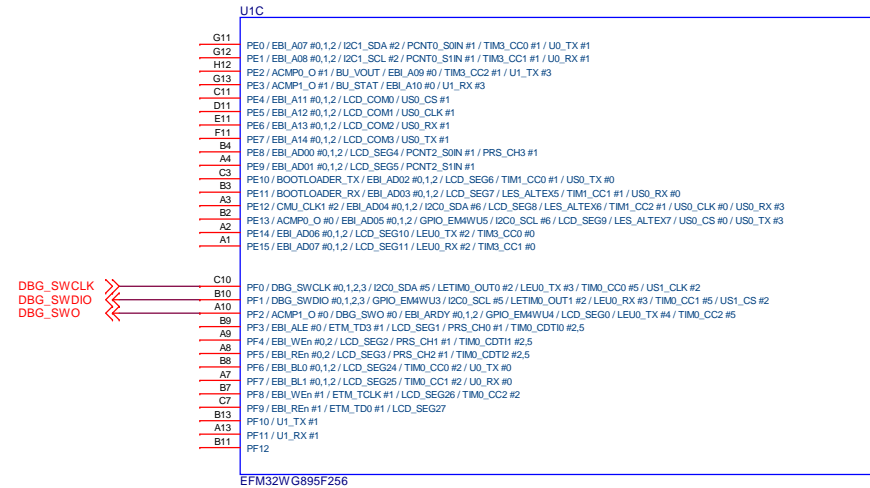 U1C
G11 PE0 / EBI_A07 #0,1,2 / I2C1_SDA #2 / PCNT0_S0IN #1 / TIM3_CC0 #1 / U0_TX #1
G12 PE1 / EBI_A08 #0,1,2 / I2C1_SCL #2 / PCNT0_S1IN #1 / TIM3_CC1 #1 / U0_RX #1
H12 PE2 / ACMP0_O #1 / BU_VOUT / EBI_A09 #0 / TIM3_CC2 #1 / U1_TX #3
G13 PE3 / ACMP1_O #1 / BU_STAT / EBI_A10 #0 / U1_RX #3
C11 PE4 / EBI_A11 #0,1,2 / LCD_COM0 / US0_CS #1
D11 PE5 / EBI_A12 #0,1,2 / LCD_COM1 / US0_CLK #1
E11 PE6 / EBI_A13 #0,1,2 / LCD_COM2 / US0_RX #1
F11 PE7 / EBI_A14 #0,1,2 / LCD_COM3 / US0_TX #1
B4 PE8 / EBI_AD00 #0,1,2 / LCD_SEG4 / PCNT2_S0IN #1 / PRS_CH3 #1
A4 PE9 / EBI_AD01 #0,1,2 / LCD_SEG5 / PCNT2_S1IN #1
C3 PE10 / BOOTLOADER_TX / EBI_AD02 #0,1,2 / LCD_SEG6 / TIM1_CC0 #1 / US0_TX #0
B3 PE11 / BOOTLOADER_RX / EBI_AD03 #0,1,2 / LCD_SEG7 / LES_ALTEX5 / TIM1_CC1 #1 / US0_RX #0
A3 PE12 / CMU_CLK1 #2 / EBI_AD04 #0,1,2 / I2C0_SDA #6 / LCD_SEG8 / LES_ALTEX6 / TIM1_CC2 #1 / US0_CLK #0 / US0_RX #3
B2 PE13 / ACMP0_O #0 / EBI_AD05 #0,1,2 / GPIO_EM4WU5 / I2C0_SCL #6 / LCD_SEG9 / LES_ALTEX7 / US0_CS #0 / US0_TX #3
A2 PE14 / EBI_AD06 #0,1,2 / LCD_SEG10 / LEU0_TX #2 / TIM3_CC0 #0
A1 PE15 / EBI_AD07 #0,1,2 / LCD_SEG11 / LEU0_RX #2 / TIM3_CC1 #0
DBG_SWCLK C10 PF0 / DBG_SWCLK #0,1,2,3 / I2C0_SDA #5 / LETIM0_OUT0 #2 / LEU0_TX #3 / TIM0_CC0 #5 / US1_CLK #2
DBG_SWDIO B10 PF1 / DBG_SWDIO #0,1,2,3 / GPIO_EM4WU3 / I2C0_SCL #5 / LETIM0_OUT1 #2 / LEU0_RX #3 / TIM0_CC1 #5 / US1_CS #2
DBG_SWO A10 PF2 / ACMP1_O #0 / DBG_SWO #0 / EBI_ARDY #0,1,2 / GPIO_EM4WU4 / LCD_SEG0 / LEU0_TX #4 / TIM0_CC2 #5
B9 PF3 / EBI_ALE #0 / ETM_TD3 #1 / LCD_SEG1 / PRS_CH0 #1 / TIM0_CDTI0 #2,5
A9 PF4 / EBI_WEn #0,2 / LCD_SEG2 / PRS_CH1 #1 / TIM0_CDTI1 #2,5
A8 PF5 / EBI_REn #0,2 / LCD_SEG3 / PRS_CH2 #1 / TIM0_CDTI2 #2,5
B8 PF6 / EBI_BL0 #0,1,2 / LCD_SEG24 / TIM0_CC0 #2 / U0_TX #0
A7 PF7 / EBI_BL1 #0,1,2 / LCD_SEG25 / TIM0_CC1 #2 / U0_RX #0
B7 PF8 / EBI_WEn #1 / ETM_TCLK #1 / LCD_SEG26 / TIM0_CC2 #2
C7 PF9 / EBI_REn #1 / ETM_TD0 #1 / LCD_SEG27
B13 PF10 / U1_TX #1
A13 PF11 / U1_RX #1
B11 PF12
EFM32WG895F256